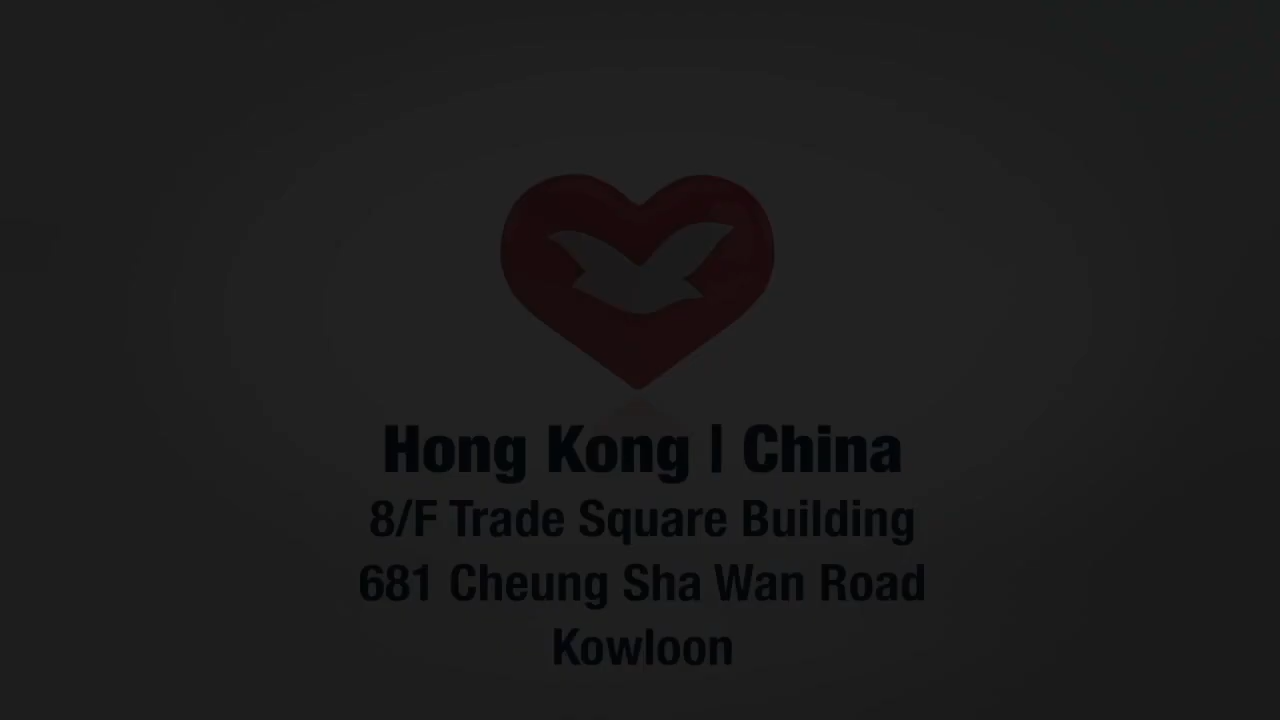 Hong Kong | China
8/F Trade Square Building
681 Cheung Sha Wan Road
Kowloon